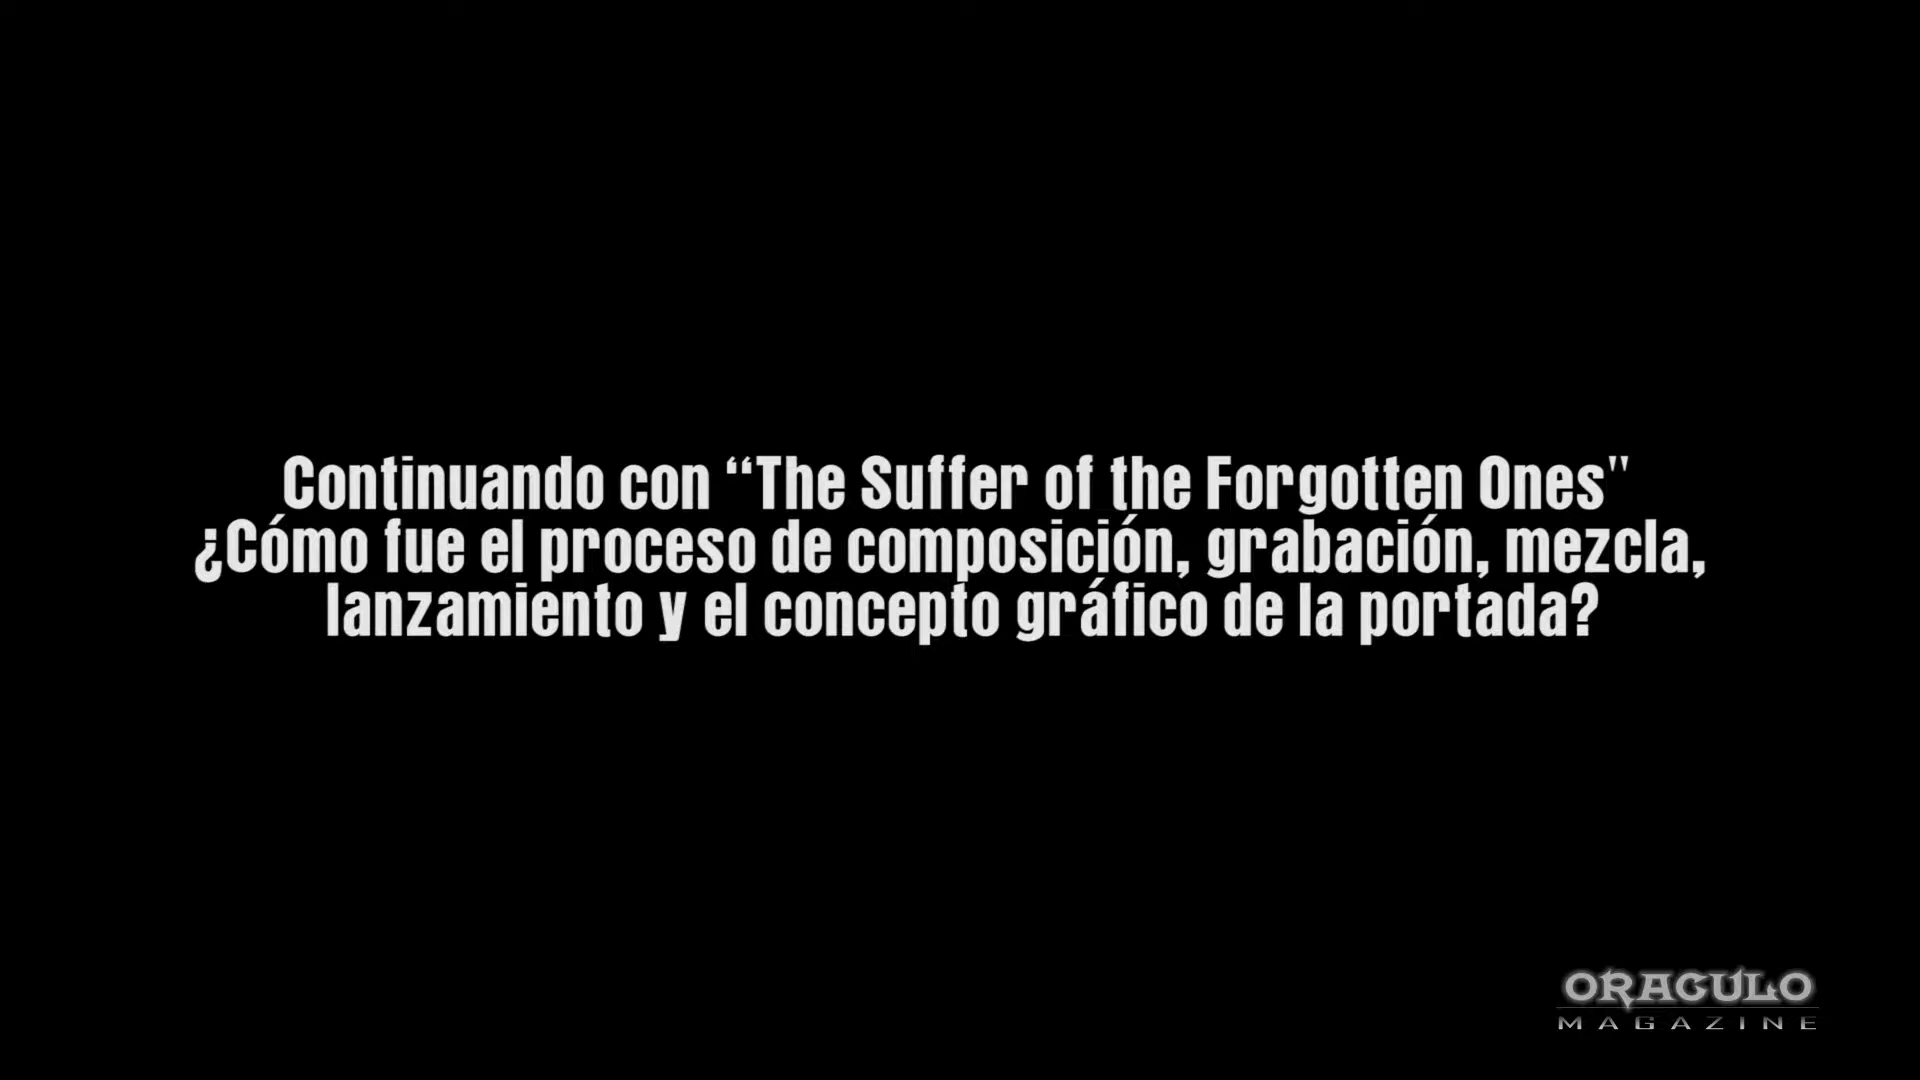 Continuando con “The Suffer of the Forgotten Ones"
¿Cómo fue el proceso de composición, grabación, mezcla,
lanzamiento y el concepto gráfico de la portada?
ORACULO
MAGAZINE